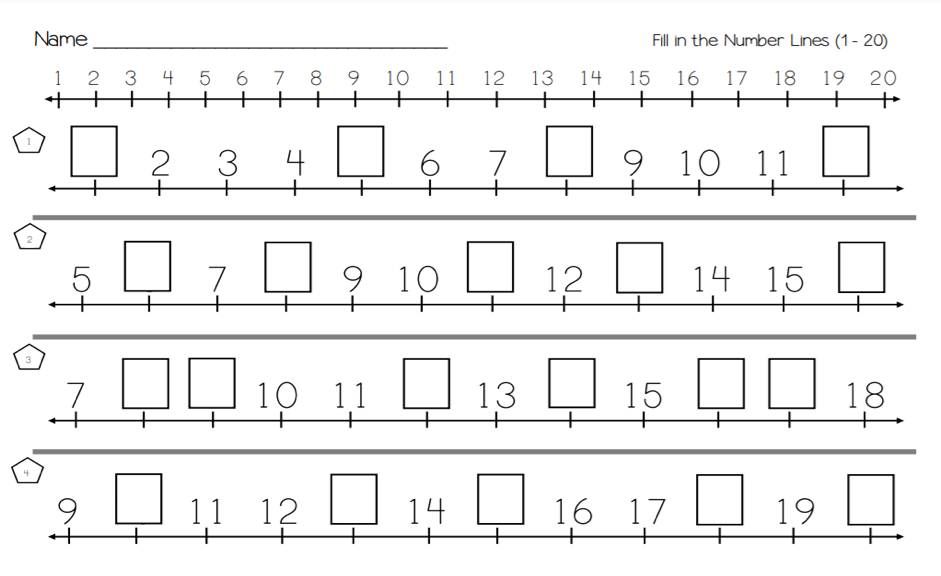 Name
Fill in the Number Lines (1 - 20)
1 2 3 4 5 6 7 8 9 10 11 12 13 14 15 16 17 18 19 20
1
2 3 4 6 7 9 10 11
2
5 7 9 10 12 14 15
3
7 10 11 13 15 18
4
9 11 12 14 16 17 19